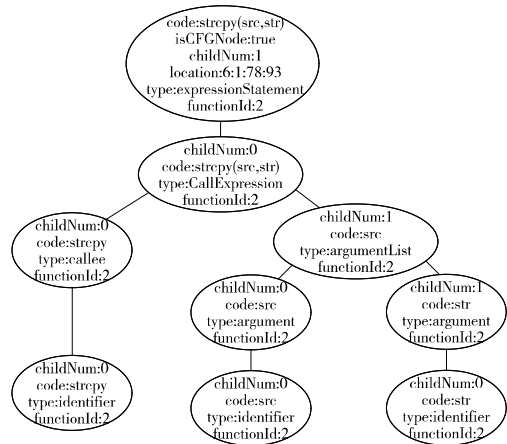 code:strcpy(src,str)
isCFGNode:true
childNum:1
location:6:1:78:93
type:expressionStatement
functionId:2
childNum:0
code:strcpy(src,str)
type:CallExpression
functionId:2
childNum:0
code:strcpy
type:callee
functionId:2
childNum:1
code:src
type:argumentList
functionId:2
childNum:0
code:src
type:argument
functionId:2
childNum:1
code:str
type:argument
functionId:2
childNum:0
code:strcpy
type:identifier
functionId:2
childNum:0
code:src
type:identifier
functionId:2
childNum:0
code:str
type:identifier
functionId:2